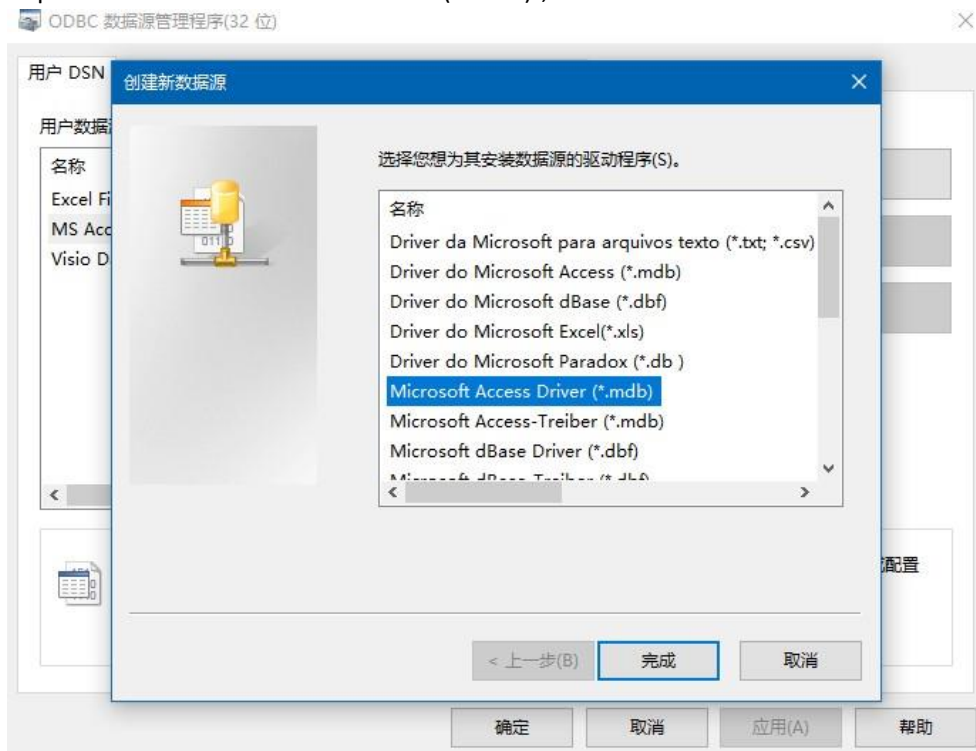 ODBC 数据源管理程序(32 位)
用户 DSN
创建新数据源
用户数据
名称
Excel Fi
MS Acc
Visio D
选择您想为其安装数据源的驱动程序(S)。
名称
Driver da Microsoft para arquivos texto (*.txt; *.csv)
Driver do Microsoft Access (*.mdb)
Driver do Microsoft dBase (*.dbf)
Driver do Microsoft Excel(*.xls)
Driver do Microsoft Paradox (*.db )
Microsoft Access Driver (*.mdb)
Microsoft Access-Treiber (*.mdb)
Microsoft dBase Driver (*.dbf)
Microsoft dBase-Treiber (*.dbf)
配置
< 上一步(B)
完成
取消
确定
取消
应用(A)
帮助